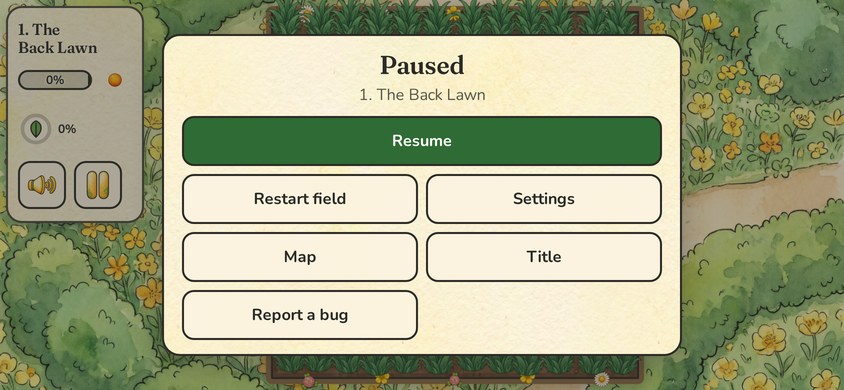 1. The
Back Lawn
0%
0%
Paused
1. The Back Lawn
Resume
Restart field
Settings
Map
Title
Report a bug